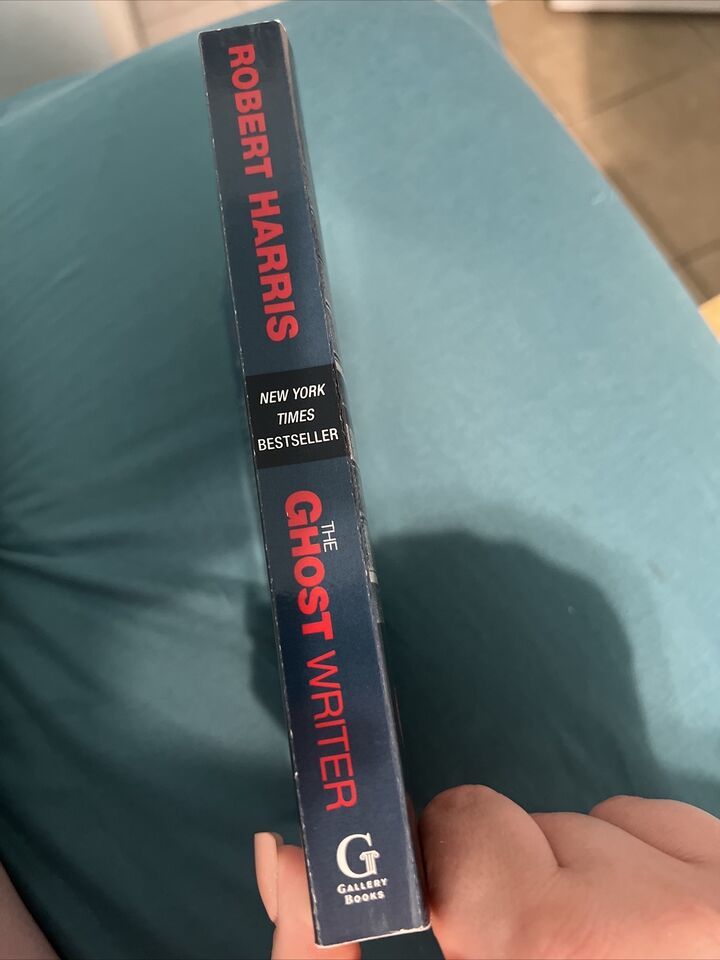 ROBERT HARRIS
NEW YORK
TIMES
BESTSELLER
THE
GHOST WRITER
G
GALLERY
BOOKS